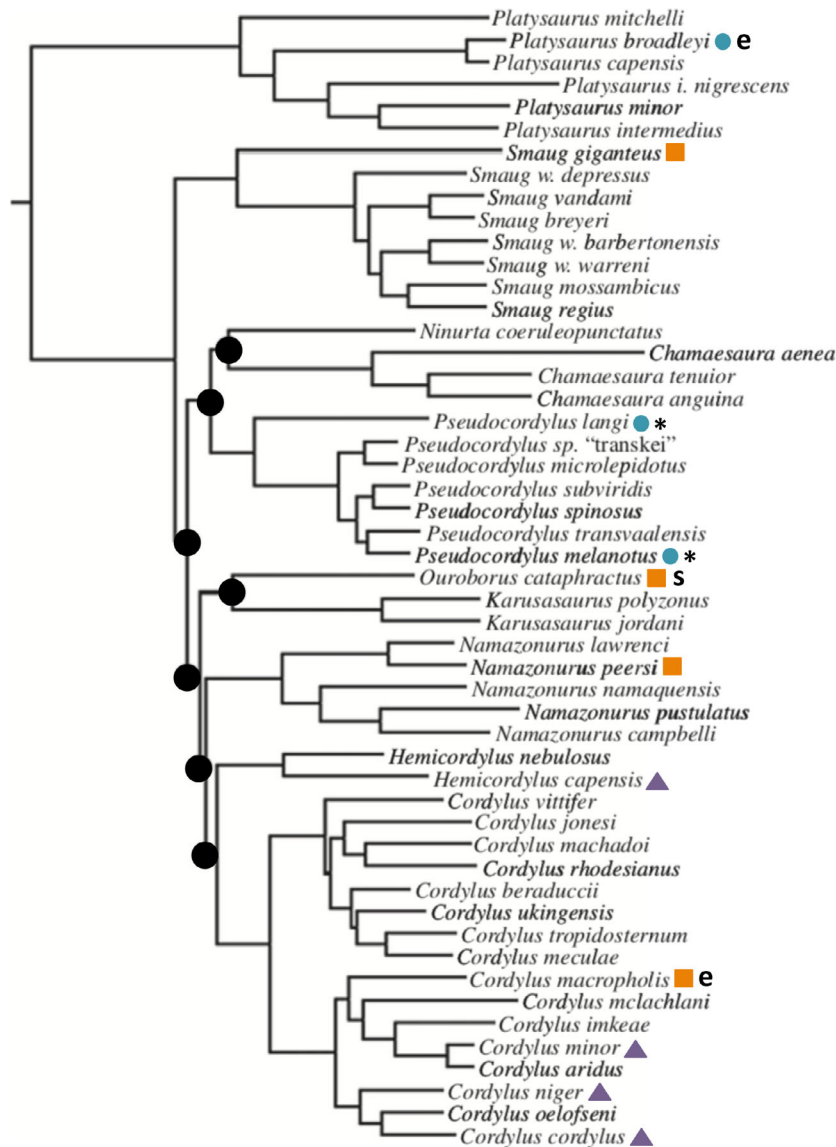 Platysaurus mitchelli
Platysaurus broadleyi e
Platysaurus capensis
Platysaurus i. nigrescens
Platysaurus minor
Platysaurus intermedius
Smaug giganteus
Smaug w. depressus
Smaug vandami
Smaug breyeri
Smaug w. barbertonensis
Smaug w. warreni
Smaug mossambicus
Smaug regius
Ninurta coeruleopunctatus
Chamaesaura aenea
Chamaesaura tenuior
Chamaesaura anguina
Pseudocordylus langi *
Pseudocordylus sp. “transkei”
Pseudocordylus microlepidotus
Pseudocordylus subviridis
Pseudocordylus spinosus
Pseudocordylus transvaalensis
Pseudocordylus melanotus *
Ouroborus cataphractus s
Karusasaurus polyzonus
Karusasaurus jordani
Namazonurus lawrenci
Namazonurus peersi
Namazonurus namaquensis
Namazonurus pustulatus
Namazonurus campbelli
Hemicordylus nebulosus
Hemicordylus capensis
Cordylus vittifer
Cordylus jonesi
Cordylus machadoi
Cordylus rhodesianus
Cordylus beraduccii
Cordylus ukingensis
Cordylus tropidosternum
Cordylus meculae
Cordylus macropholis e
Cordylus mclachlani
Cordylus imkeae
Cordylus minor
Cordylus aridus
Cordylus niger
Cordylus oelofseni
Cordylus cordylus